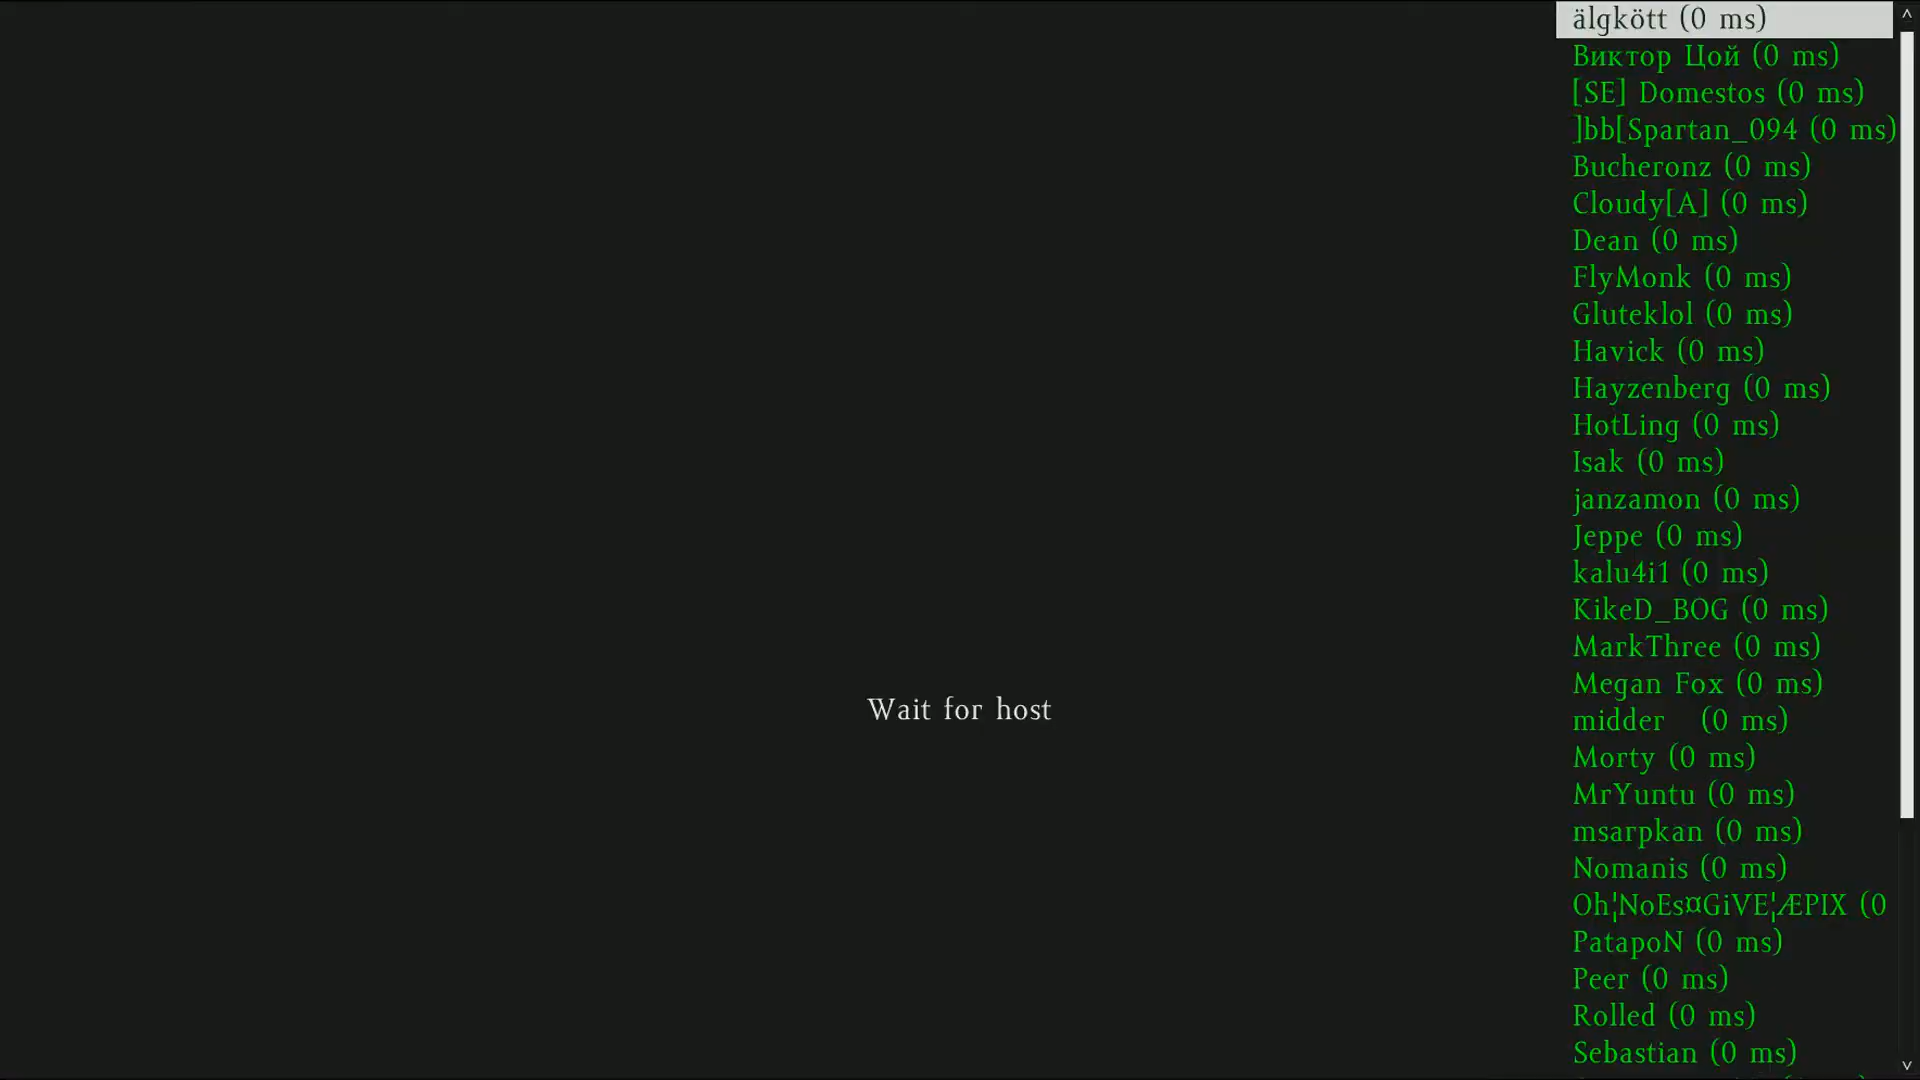 älgkött (0 ms)
Виктор Цой (0 ms)
[SE] Domestos (0 ms)
]bb[Spartan_094 (0 ms)
Bucheronz (0 ms)
Cloudy[A] (0 ms)
Dean (0 ms)
FlyMonk (0 ms)
Gluteklol (0 ms)
Havick (0 ms)
Hayzenberg (0 ms)
HotLing (0 ms)
Isak (0 ms)
janzamon (0 ms)
Jeppe (0 ms)
kalu4i1 (0 ms)
KikeD_BOG (0 ms)
MarkThree (0 ms)
Megan Fox (0 ms)
Wait for host
midder (0 ms)
Morty (0 ms)
MrYuntu (0 ms)
msarpkan (0 ms)
Nomanis (0 ms)
Oh¦NoEs¤GiVE¦ÆPIX (0
PatapoN (0 ms)
Peer (0 ms)
Rolled (0 ms)
Sebastian (0 ms)